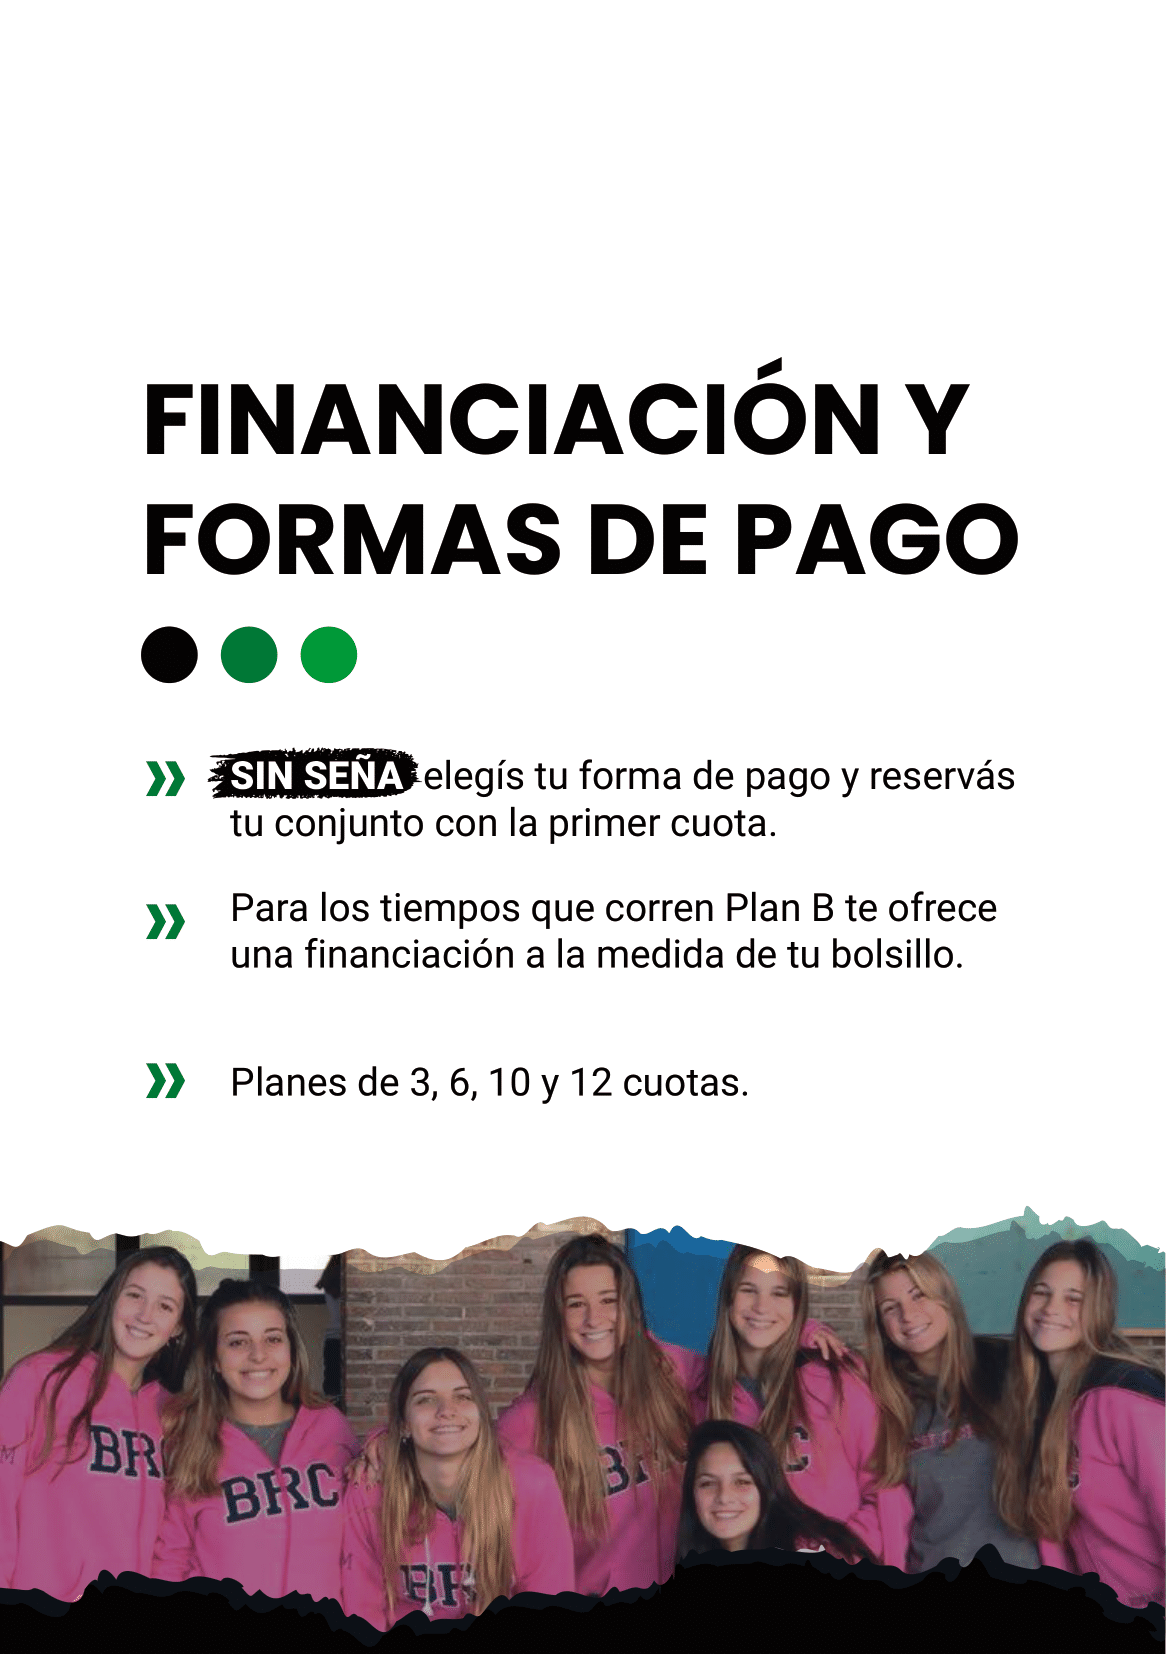 FINANCIACIÓN Y
FORMAS DE PAGO
SIN SEÑA elegís tu forma de pago y reservás
tu conjunto con la primer cuota.
Para los tiempos que corren Plan B te ofrece
una financiación a la medida de tu bolsillo.
Planes de 3, 6, 10 y 12 cuotas.
BRC